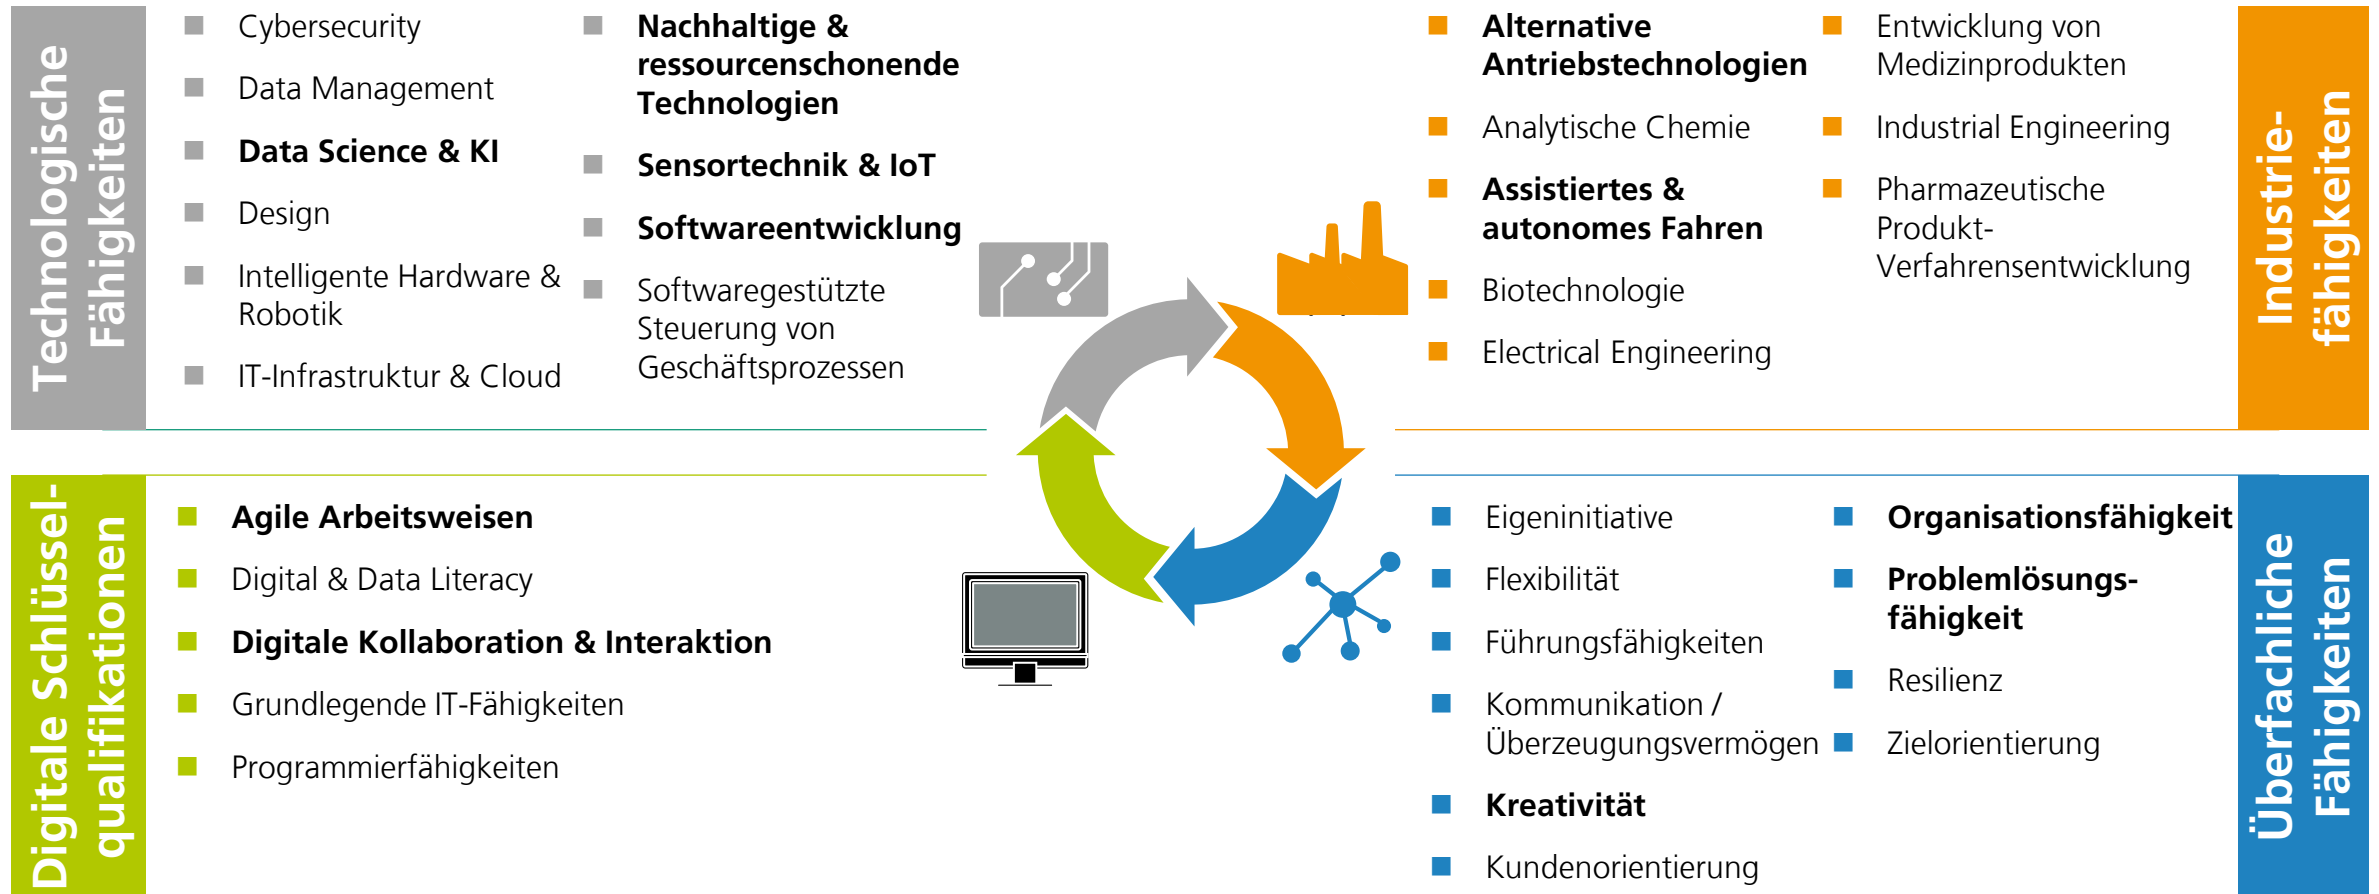 Technologische
Fähigkeiten
Cybersecurity
Data Management
Data Science & KI
Design
Intelligente Hardware &
Robotik
IT-Infrastruktur & Cloud
Nachhaltige &
ressourcenschonende
Technologien
Sensortechnik & IoT
Softwareentwicklung
Softwaregestützte
Steuerung von
Geschäftsprozessen
Alternative
Antriebstechnologien
Analytische Chemie
Assistiertes &
autonomes Fahren
Biotechnologie
Electrical Engineering
Entwicklung von
Medizinprodukten
Industrial Engineering
Pharmazeutische
Produkt-
Verfahrensentwicklung
Industrie-
fähigkeiten
Digitale Schlüssel-
qualifikationen
Agile Arbeitsweisen
Digital & Data Literacy
Digitale Kollaboration & Interaktion
Grundlegende IT-Fähigkeiten
Programmierfähigkeiten
Eigeninitiative
Flexibilität
Führungsfähigkeiten
Kommunikation /
Überzeugungsvermögen
Kreativität
Kundenorientierung
Organisationsfähigkeit
Problemlösungs-
fähigkeit
Resilienz
Zielorientierung
Überfachliche
Fähigkeiten